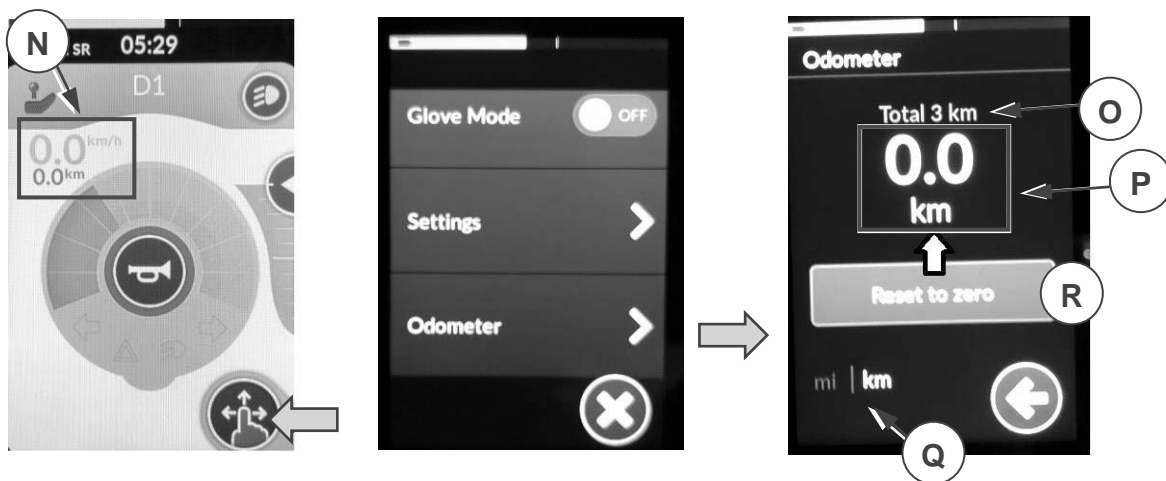 N
SR 05:29
D1
0.0 km/h
0.0 km
Glove Mode OFF
Settings
Odometer
Odometer
Total 3 km
O
0.0
km
P
Reset to zero
R
mi | km
Q